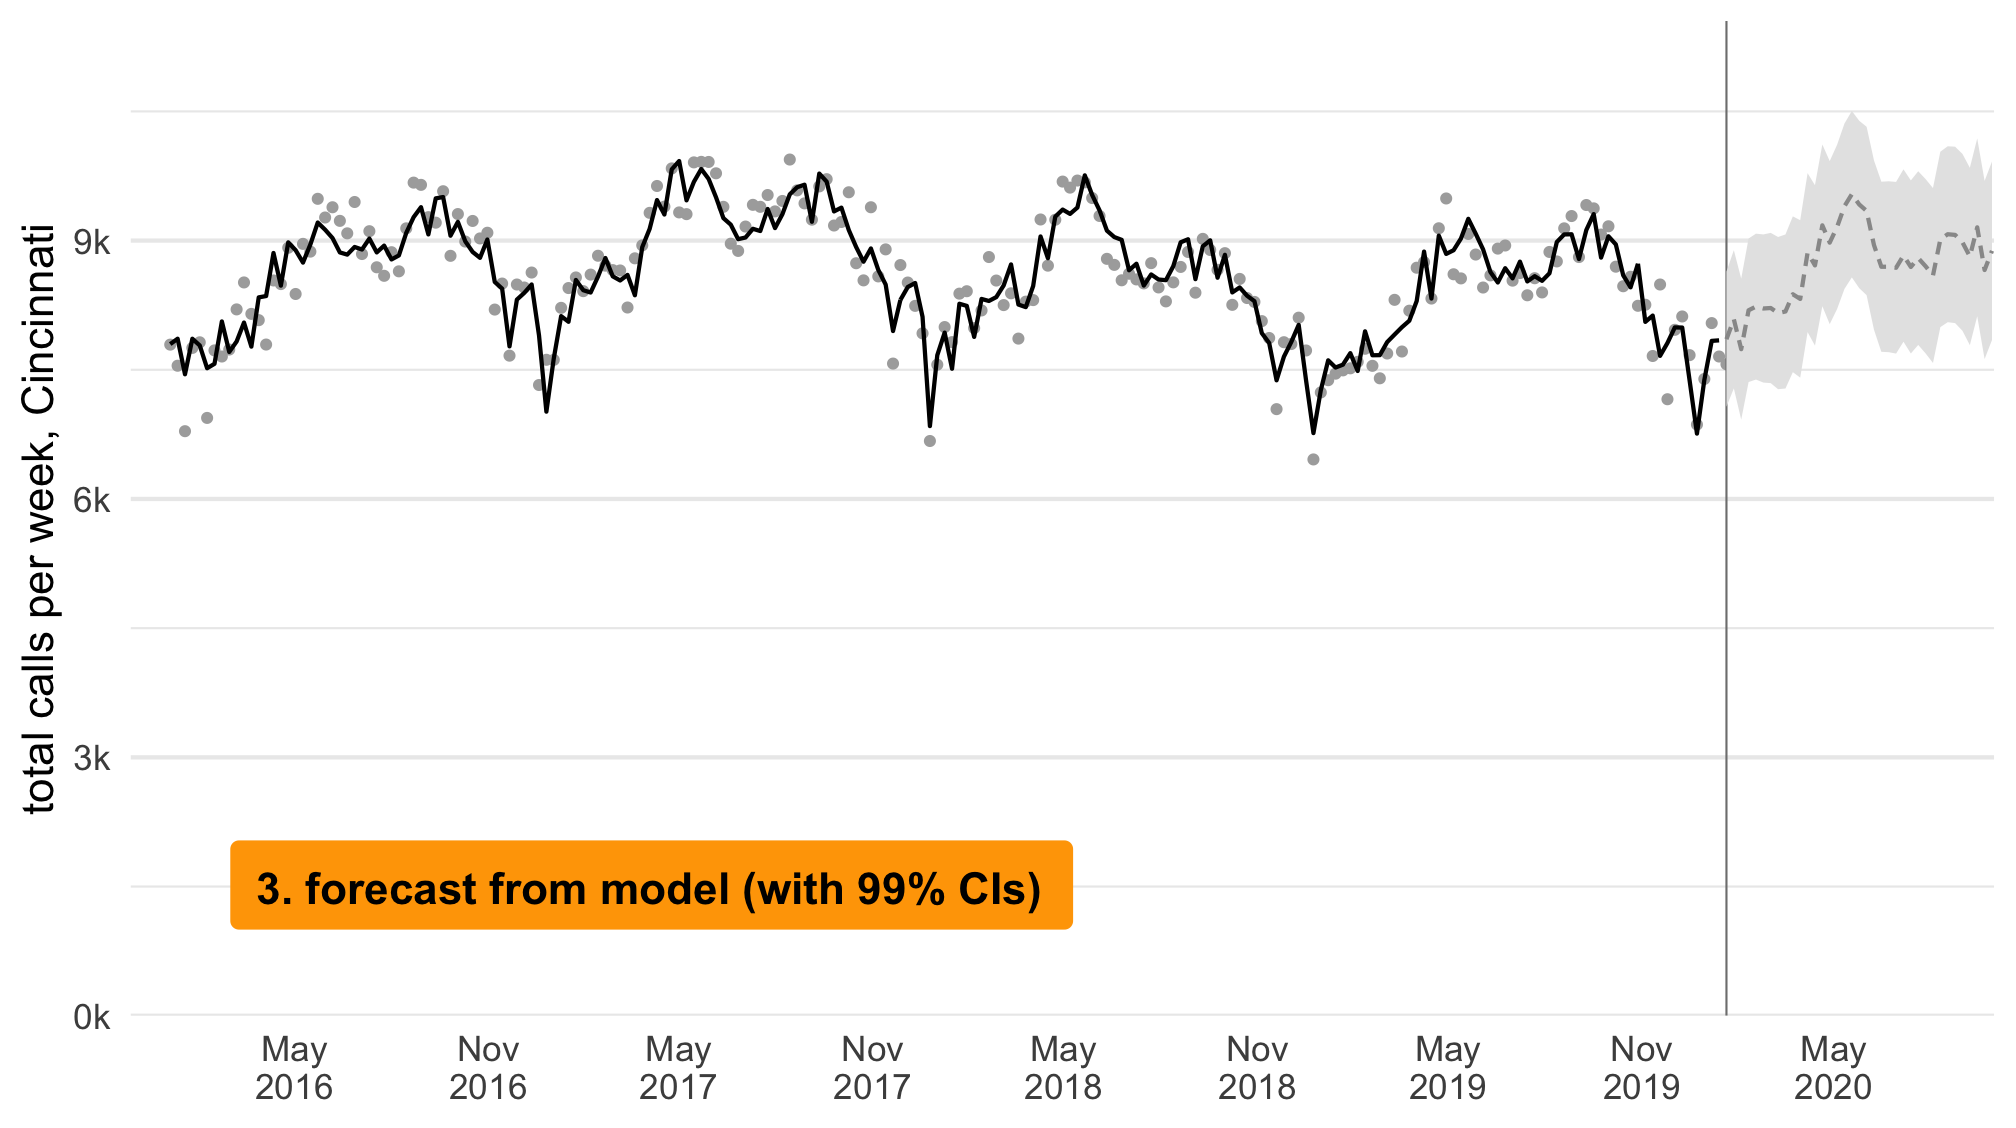 total calls per week, Cincinnati
9k
6k
3k
0k
3. forecast from model (with 99% CIs)
May
2016
Nov
2016
May
2017
Nov
2017
May
2018
Nov
2018
May
2019
Nov
2019
May
2020